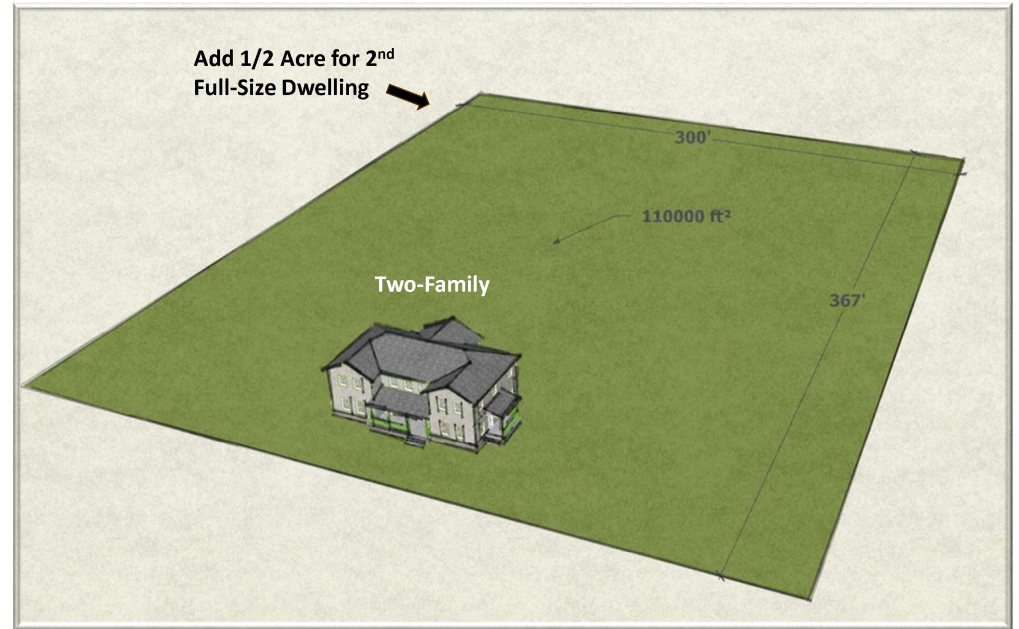 Add 1/2 Acre for 2nd
Full-Size Dwelling
300'
110000 ft²
Two-Family
367'